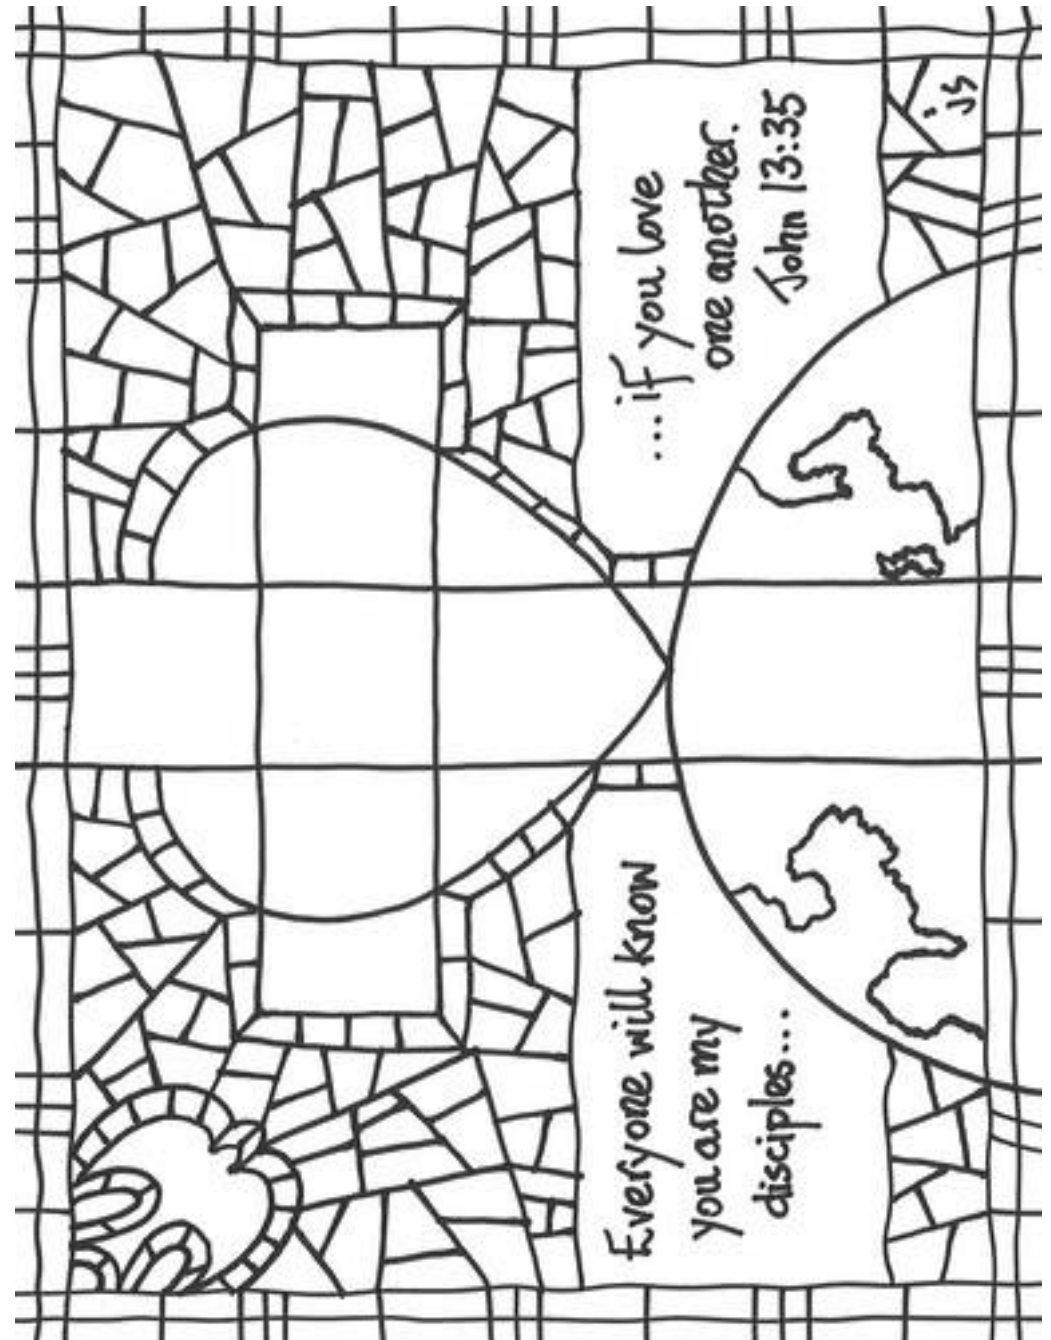 Everyone will know
you are my
disciples...
....if you love
one another.
John 13:35
js